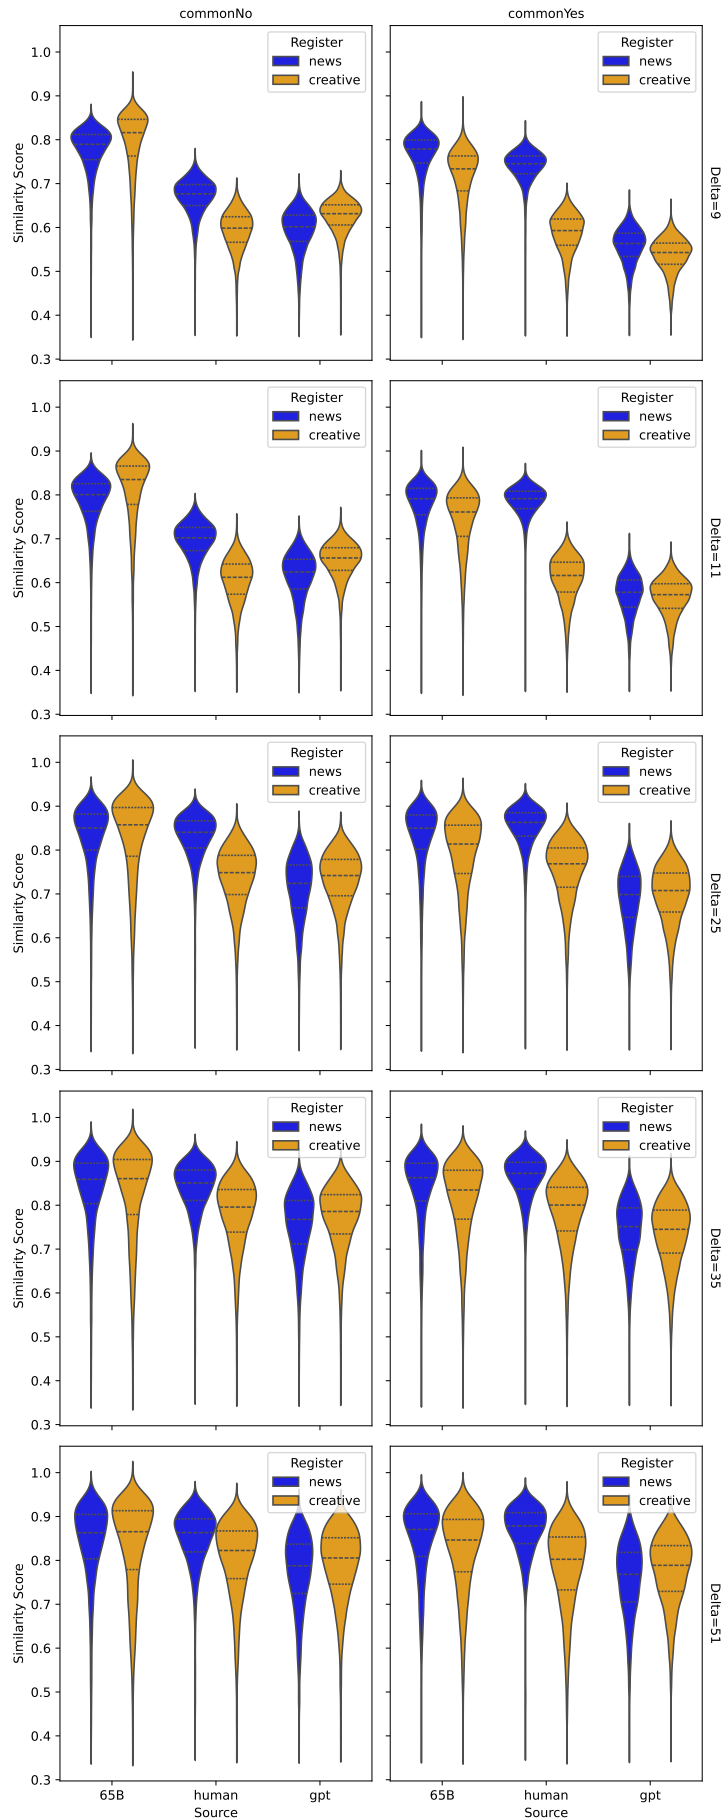 commonNo
commonYes
Register
news
creative
Register
news
creative
1.0
0.9
0.8
0.7
0.6
0.5
0.4
0.3
Similarity Score
Delta=9
Register
news
creative
Register
news
creative
1.0
0.9
0.8
0.7
0.6
0.5
0.4
0.3
Similarity Score
Delta=11
Register
news
creative
Register
news
creative
1.0
0.9
0.8
0.7
0.6
0.5
0.4
0.3
Similarity Score
Delta=25
Register
news
creative
Register
news
creative
1.0
0.9
0.8
0.7
0.6
0.5
0.4
0.3
Similarity Score
Delta=35
Register
news
creative
Register
news
creative
1.0
0.9
0.8
0.7
0.6
0.5
0.4
0.3
Similarity Score
Delta=51
65B human gpt
65B human gpt
Source
Source